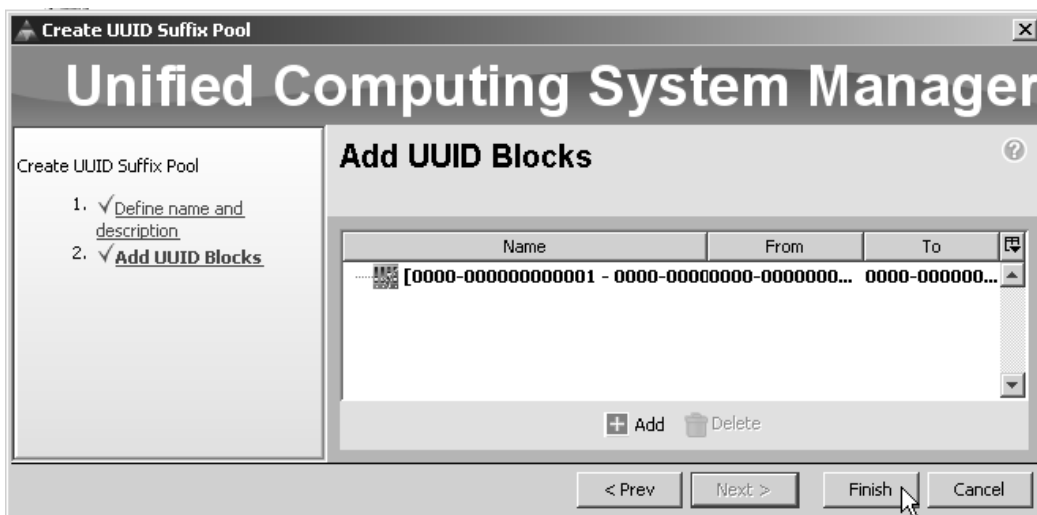 Create UUID Suffix Pool
Unified Computing System Manager
Create UUID Suffix Pool
1. Define name and
description
2. Add UUID Blocks
Add UUID Blocks
Name From To
[0000-000000000001 - 0000-00000000-0000000... 0000-000000...
Add Delete
< Prev Next > Finish Cancel